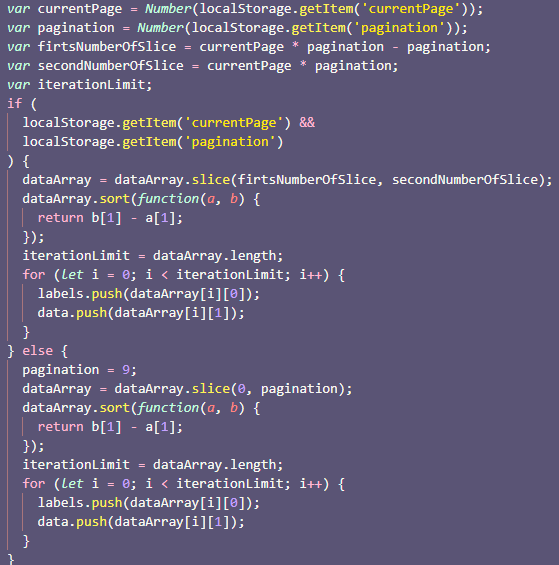 var currentPage = Number(localStorage.getItem('currentPage'));
var pagination = Number(localStorage.getItem('pagination'));
var firtsNumberOfSlice = currentPage * pagination - pagination;
var secondNumberOfSlice = currentPage * pagination;
var iterationLimit;
if (
  localStorage.getItem('currentPage') &&
  localStorage.getItem('pagination')
) {
  dataArray = dataArray.slice(firtsNumberOfSlice, secondNumberOfSlice);
  dataArray.sort(function(a, b) {
    return b[1] - a[1];
  });
  iterationLimit = dataArray.length;
  for (let i = 0; i < iterationLimit; i++) {
    labels.push(dataArray[i][0]);
    data.push(dataArray[i][1]);
  }
} else {
  pagination = 9;
  dataArray = dataArray.slice(0, pagination);
  dataArray.sort(function(a, b) {
    return b[1] - a[1];
  });
  iterationLimit = dataArray.length;
  for (let i = 0; i < iterationLimit; i++) {
    labels.push(dataArray[i][0]);
    data.push(dataArray[i][1]);
  }
}